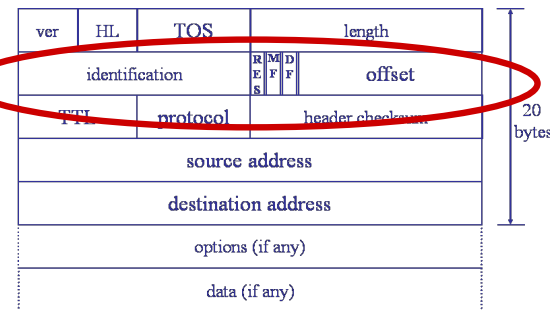 ver HL TOS length
identification RES MF DF offset
TTL protocol header checksum
20 bytes
source address
destination address
options (if any)
data (if any)